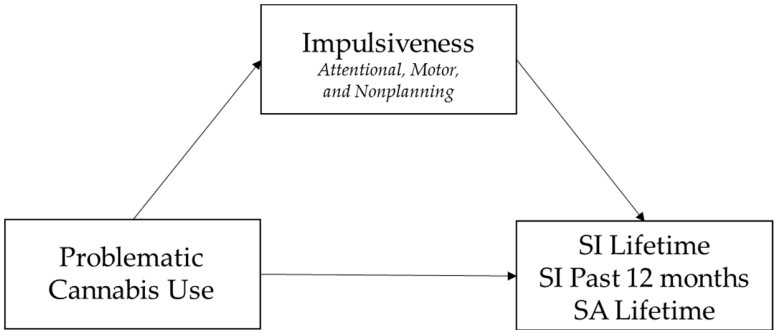 Impulsiveness
Attentional, Motor,
and Nonplanning
Problematic
Cannabis Use
SI Lifetime
SI Past 12 months
SA Lifetime